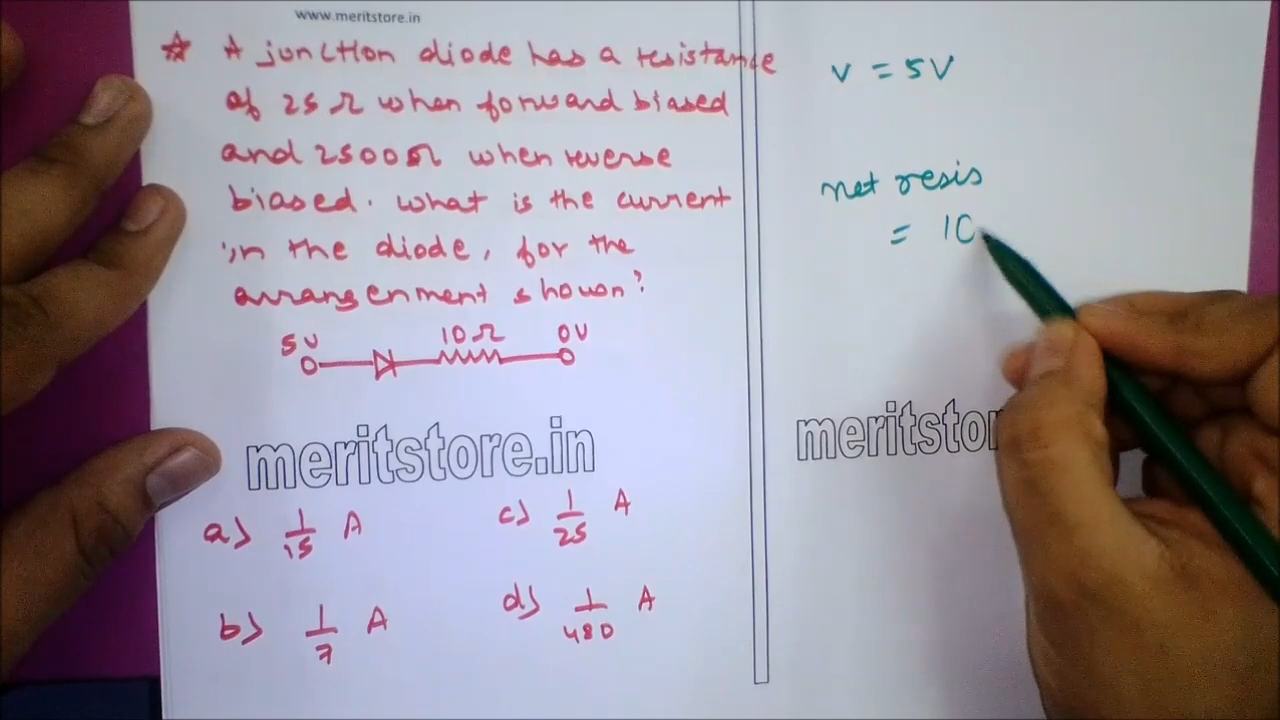 www.meritstore.in
A junction diode has a resistance
of 25 Ω when forward biased
and 2500Ω when reverse
biased. what is the current
in the diode, for the
arrangenment shown?
5V 10Ω 0V
meritstore.in
a) 1/15 A
c) 1/25 A
b) 1/7 A
d) 1/480 A
V = 5V
net resis
= 10
meritstor